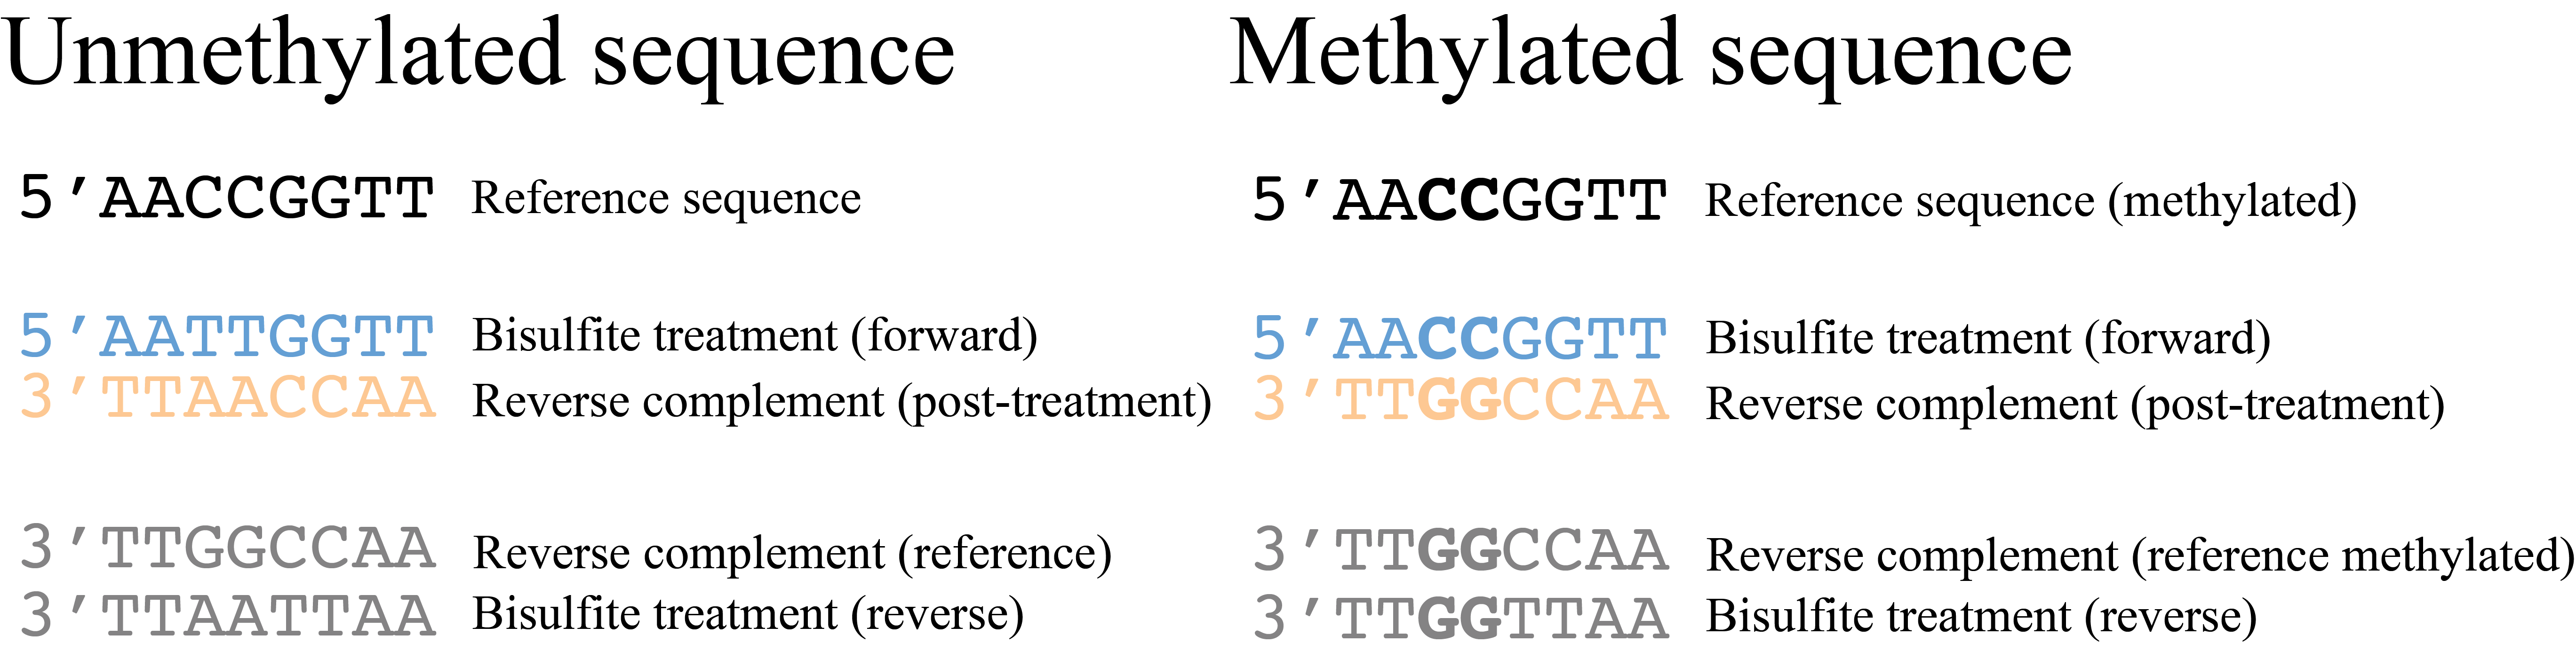 Unmethylated sequence
5’AACCGGTT Reference sequence
5’AATTGGTT Bisulfite treatment (forward)
3’TTAACCAA Reverse complement (post-treatment)
3’TTGGCCAA Reverse complement (reference)
3’TTAATTAA Bisulfite treatment (reverse)
Methylated sequence
5’AACCGGTT Reference sequence (methylated)
5’AACCGGTT Bisulfite treatment (forward)
3’TTGGCCAA Reverse complement (post-treatment)
3’TTGGCCAA Reverse complement (reference methylated)
3’TTGGTTAA Bisulfite treatment (reverse)